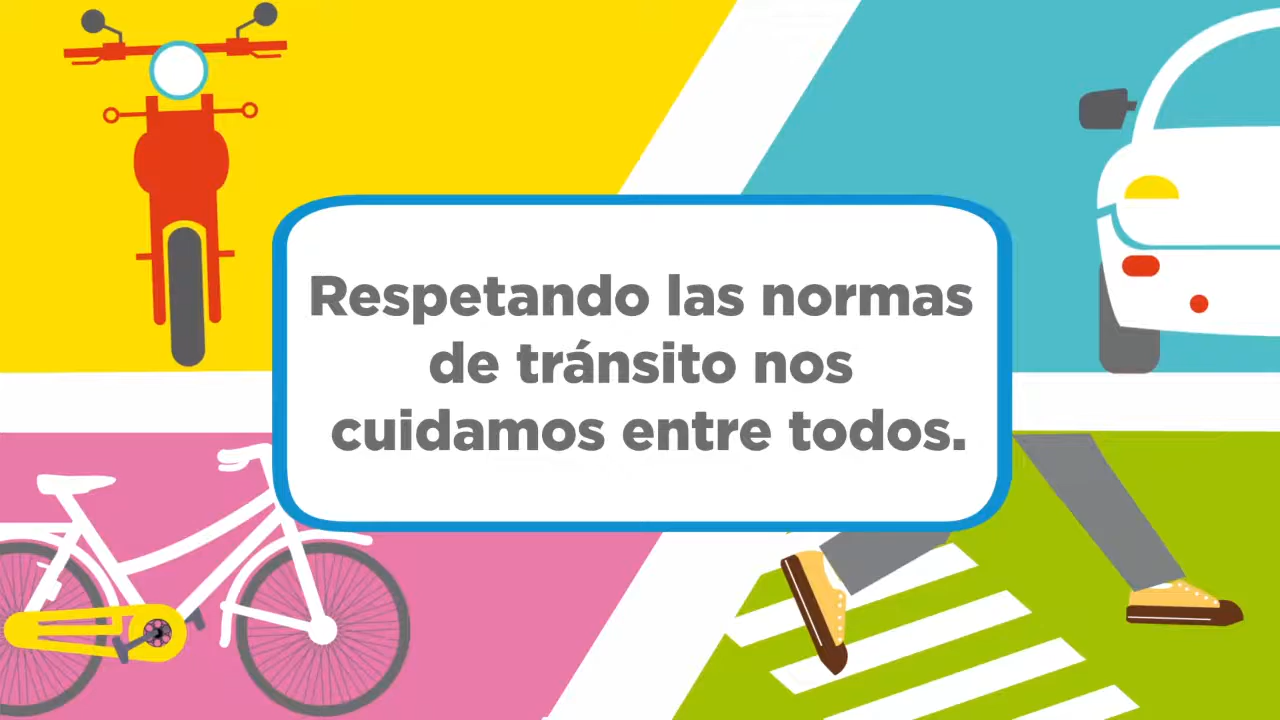 Respetando las normas
de tránsito nos
cuidamos entre todos.